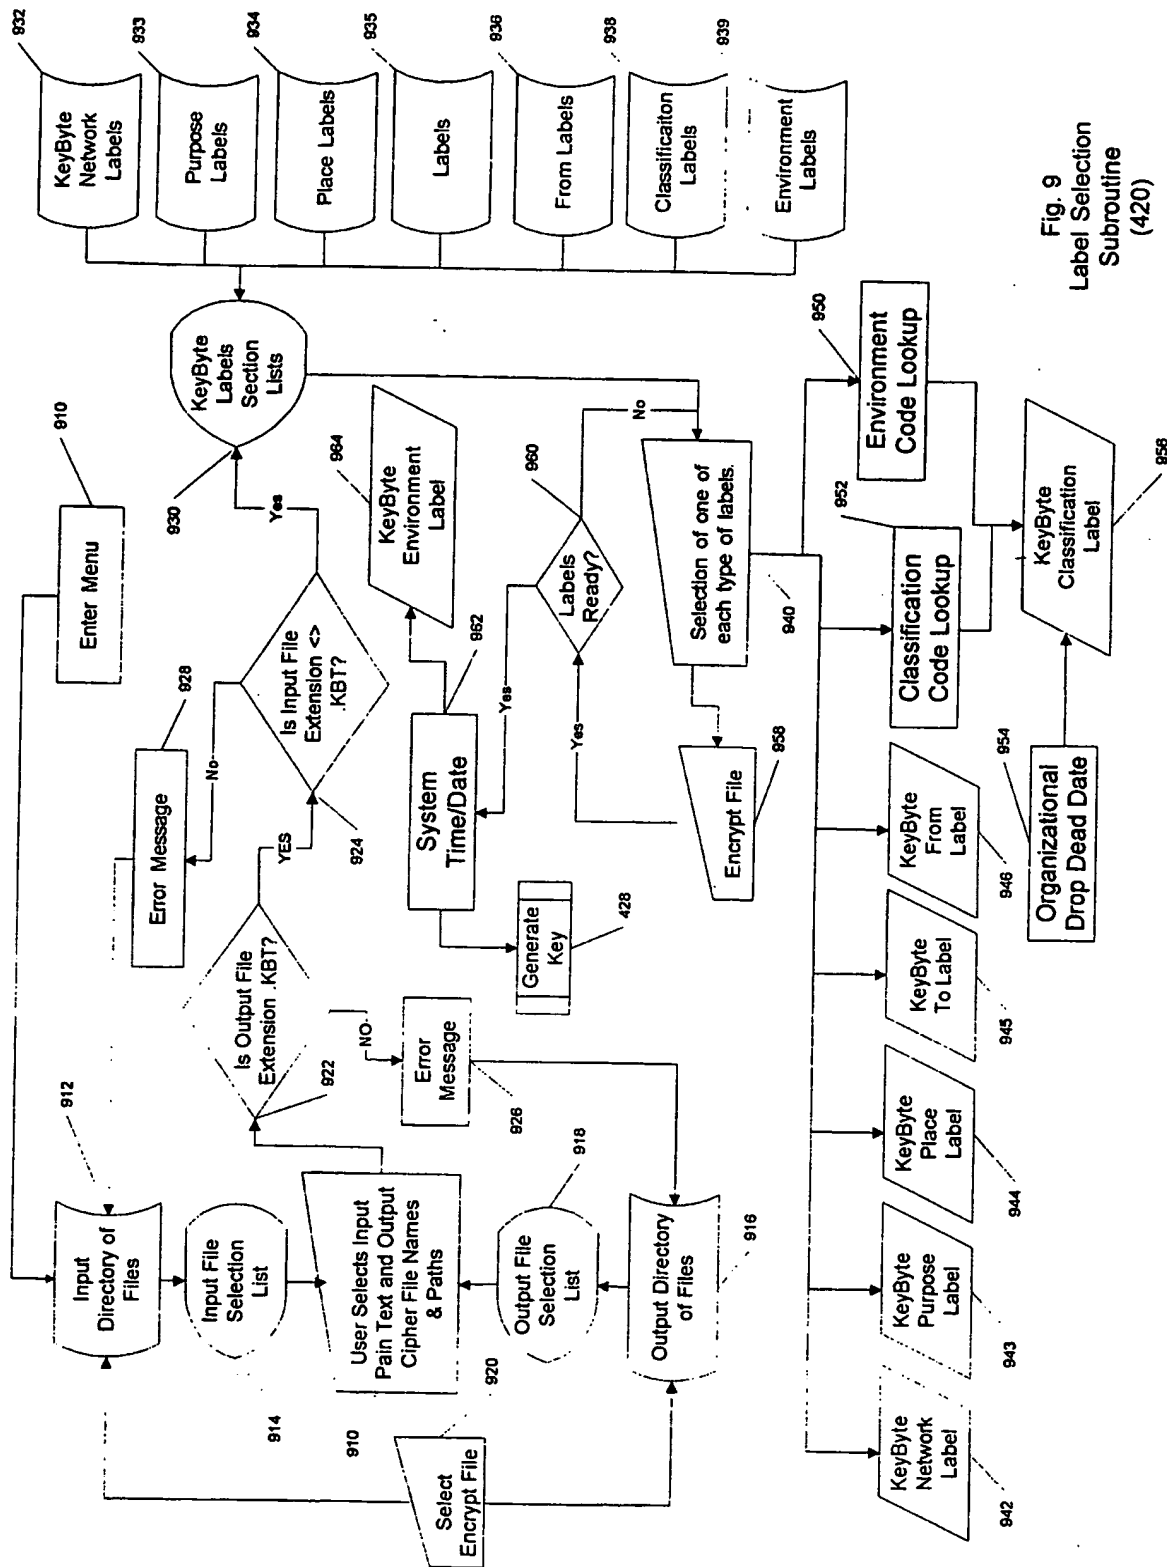 910
Enter Menu
912
Input
Directory of
Files
Input File
Selection
List
914
910
User Selects Input
Pain Text and Output
Cipher File Names
& Paths
920
Select
Encrypt File
Output File
Selection
List
918
Output Directory
of Files
916
Is Output File
Extension .KBT?
922
YES
NO
Error
Message
926
Error Message
928
No
Is Input File
Extension <>
.KBT?
924
Yes
930
KeyByte
Labels
Section
Lists
KeyByte
Network
Labels
932
Purpose
Labels
933
Place Labels
934
Labels
935
From Labels
936
Classificaiton
Labels
938
Environment
Labels
939
KeyByte
Environment
Label
964
System
Time/Date
962
Generate
Key
428
Labels
Ready?
960
Yes
Yes
No
Selection of one of
each type of labels.
940
Encrypt File
958
Environment
Code Lookup
950
Classification
Code Lookup
952
KeyByte
Classification
Label
956
Organizational
Drop Dead Date
954
KeyByte
From
Label
946
KeyByte
To Label
945
KeyByte
Place
Label
944
KeyByte
Purpose
Label
943
KeyByte
Network
Label
942
Fig. 9
Label Selection
Subroutine
(420)